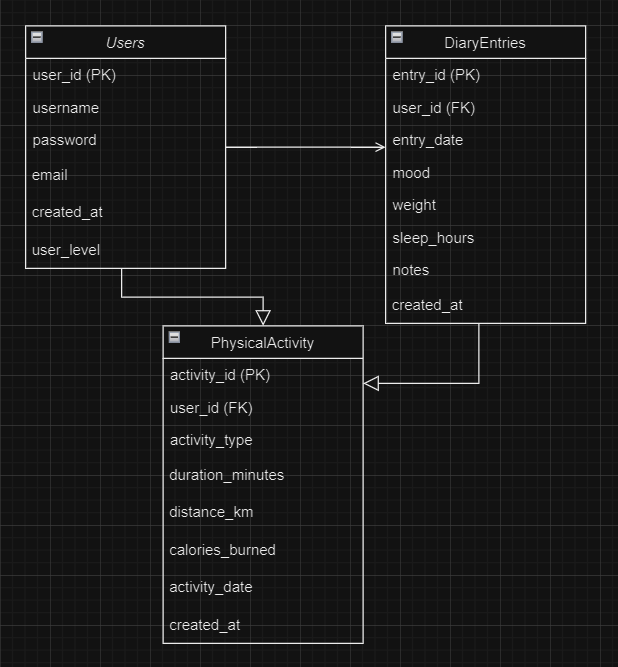 Users
user_id (PK)
username
password
email
created_at
user_level
DiaryEntries
entry_id (PK)
user_id (FK)
entry_date
mood
weight
sleep_hours
notes
created_at
PhysicalActivity
activity_id (PK)
user_id (FK)
activity_type
duration_minutes
distance_km
calories_burned
activity_date
created_at